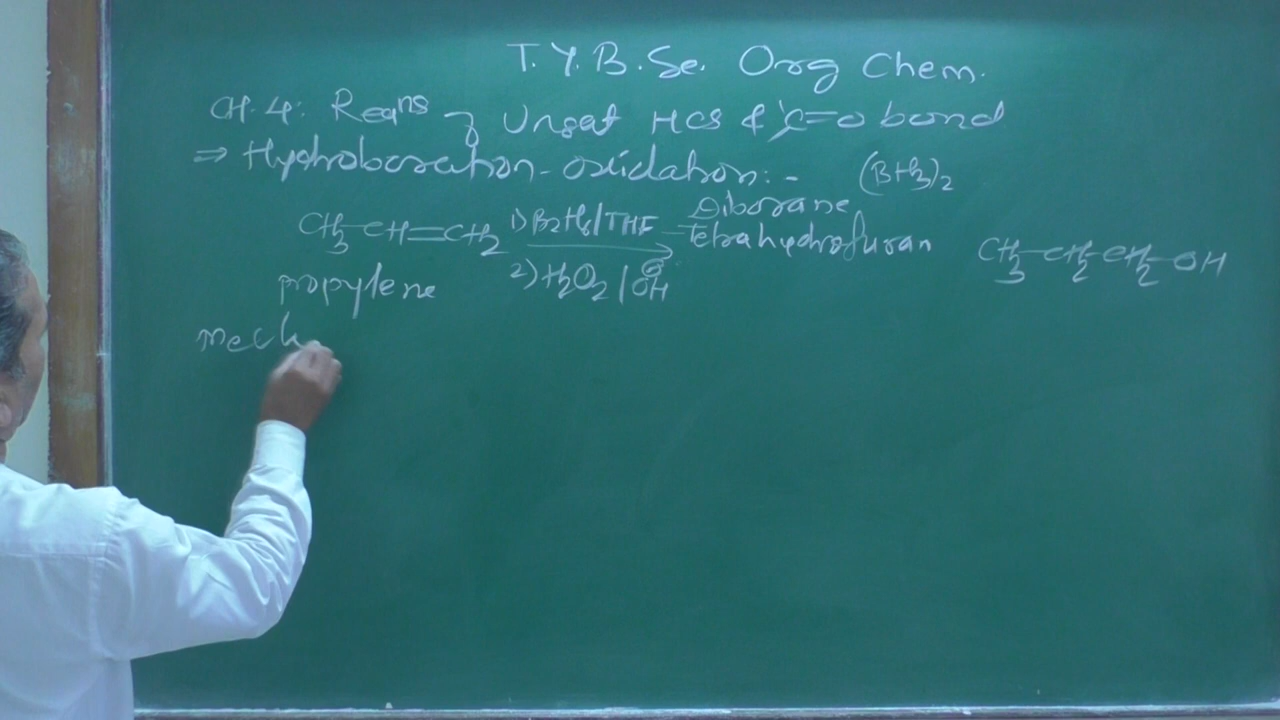 T.Y.B.Sc. Org Chem.
CH. 4: Reans of Unsat HCs & >C=O bond
⇒ Hydroboration-oxidation:- (BH3)2
CH3-CH=CH2 1) B2H6/THF - Diborane Tetrahydrofuran CH3-CH2-CH2-OH
2) H2O2/OH⊖
propylene
Mech